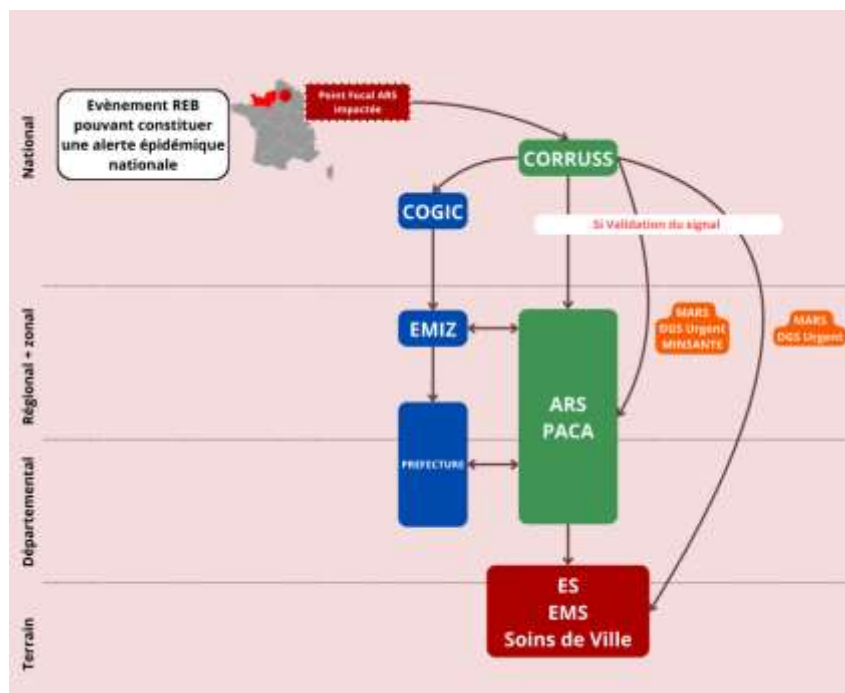 National
Evènement REB
pouvant constituer
une alerte épidémique
nationale
Point Focal ARS
impactée
CORRUSS
COGIC
Si Validation du signal
Régional + zonal
EMIZ
MARS
DGS Urgent
MINSANTE
MARS
DGS Urgent
ARS
PACA
Départemental
PREFECTURE
Terrain
ES
EMS
Soins de Ville